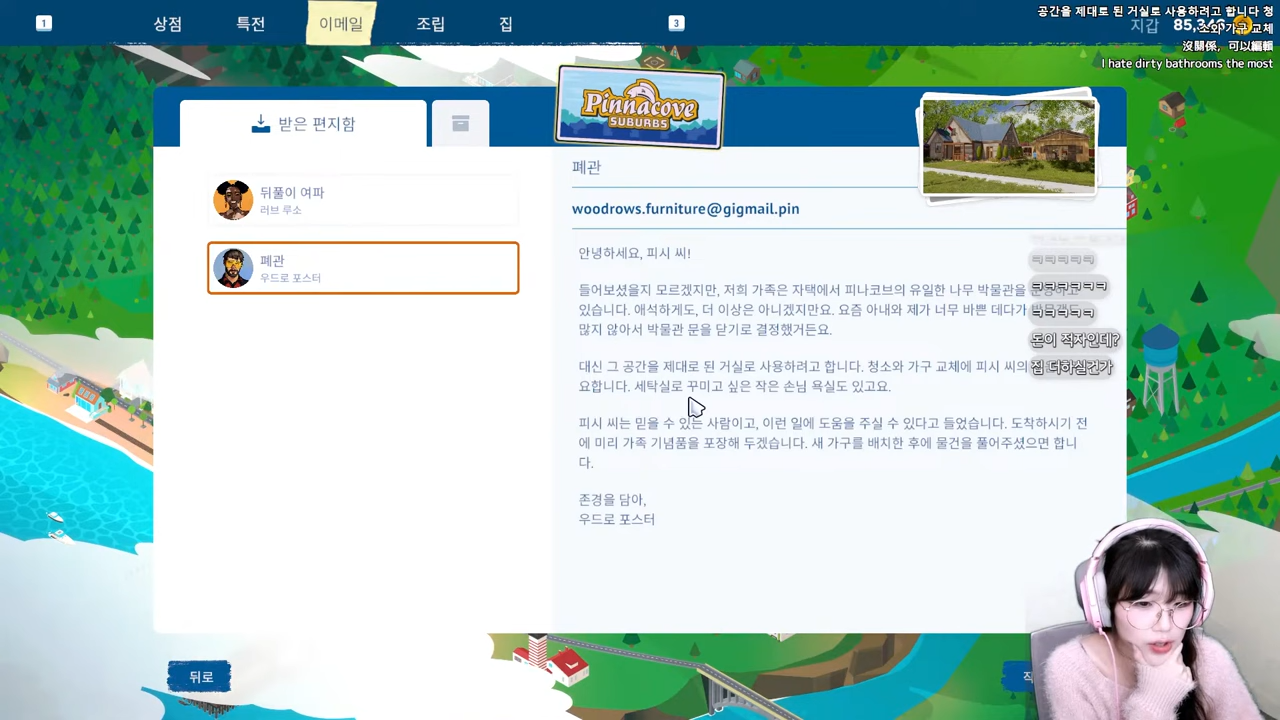 1
상점
특전
이메일
조립
집
3
지갑
공간을 제대로 된 거실로 사용하려고 합니다 청
소와 가구 교체
沒關係, 可以
I hate dirty bathrooms the most
받은 편지함
Pinnacove
SUBURBS
뒤풀이 여파
러브 루소
폐관
우드로 포스터
폐관
woodrows.furniture@gigmail.pin
안녕하세요, 피시 씨!
들어보셨을지 모르겠지만, 저희 가족은 자택에서 피나코브의 유일한 나무 박물관을
있습니다. 애석하게도, 더 이상은 아니겠지만요. 요즘 아내와 제가 너무 바쁜 데다가
많지 않아서 박물관 문을 닫기로 결정했거든요.
대신 그 공간을 제대로 된 거실로 사용하려고 합니다. 청소와 가구 교체에 피시 씨의
요합니다. 세탁실로 꾸미고 싶은 작은 손님 욕실도 있고요.
피시 씨는 믿을 수 있는 사람이고, 이런 일에 도움을 주실 수 있다고 들었습니다. 도착하시기 전
에 미리 가족 기념품을 포장해 두겠습니다. 새 가구를 배치한 후에 물건을 풀어주셨으면 합니
다.
존경을 담아,
우드로 포스터
ㅋㅋㅋㅋㅋ
ㅋㅋㅋㅋㅋㅋ
ㅋㅋㅋㅋㅋ
돈이 적자인데?
집 더하실건가
뒤로